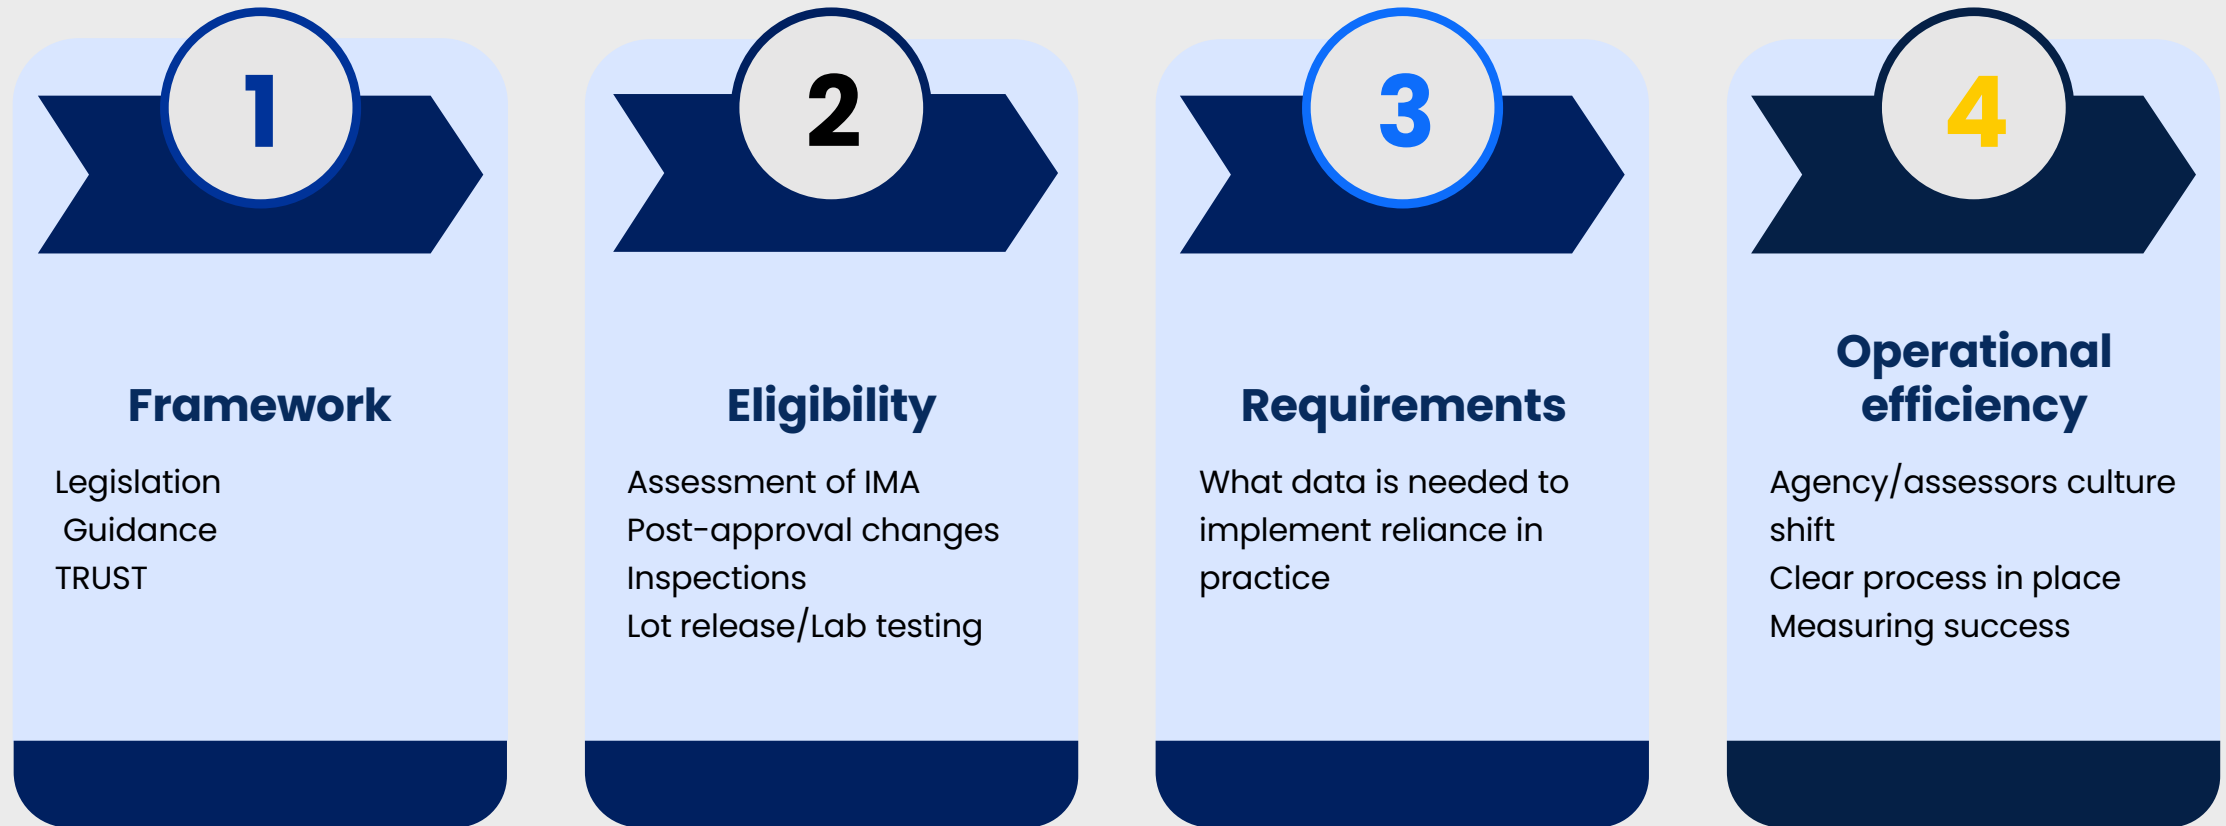 1
Framework
Legislation
Guidance
TRUST
2
Eligibility
Assessment of IMA
Post-approval changes
Inspections
Lot release/Lab testing
3
Requirements
What data is needed to
implement reliance in
practice
4
Operational
efficiency
Agency/assessors culture
shift
Clear process in place
Measuring success